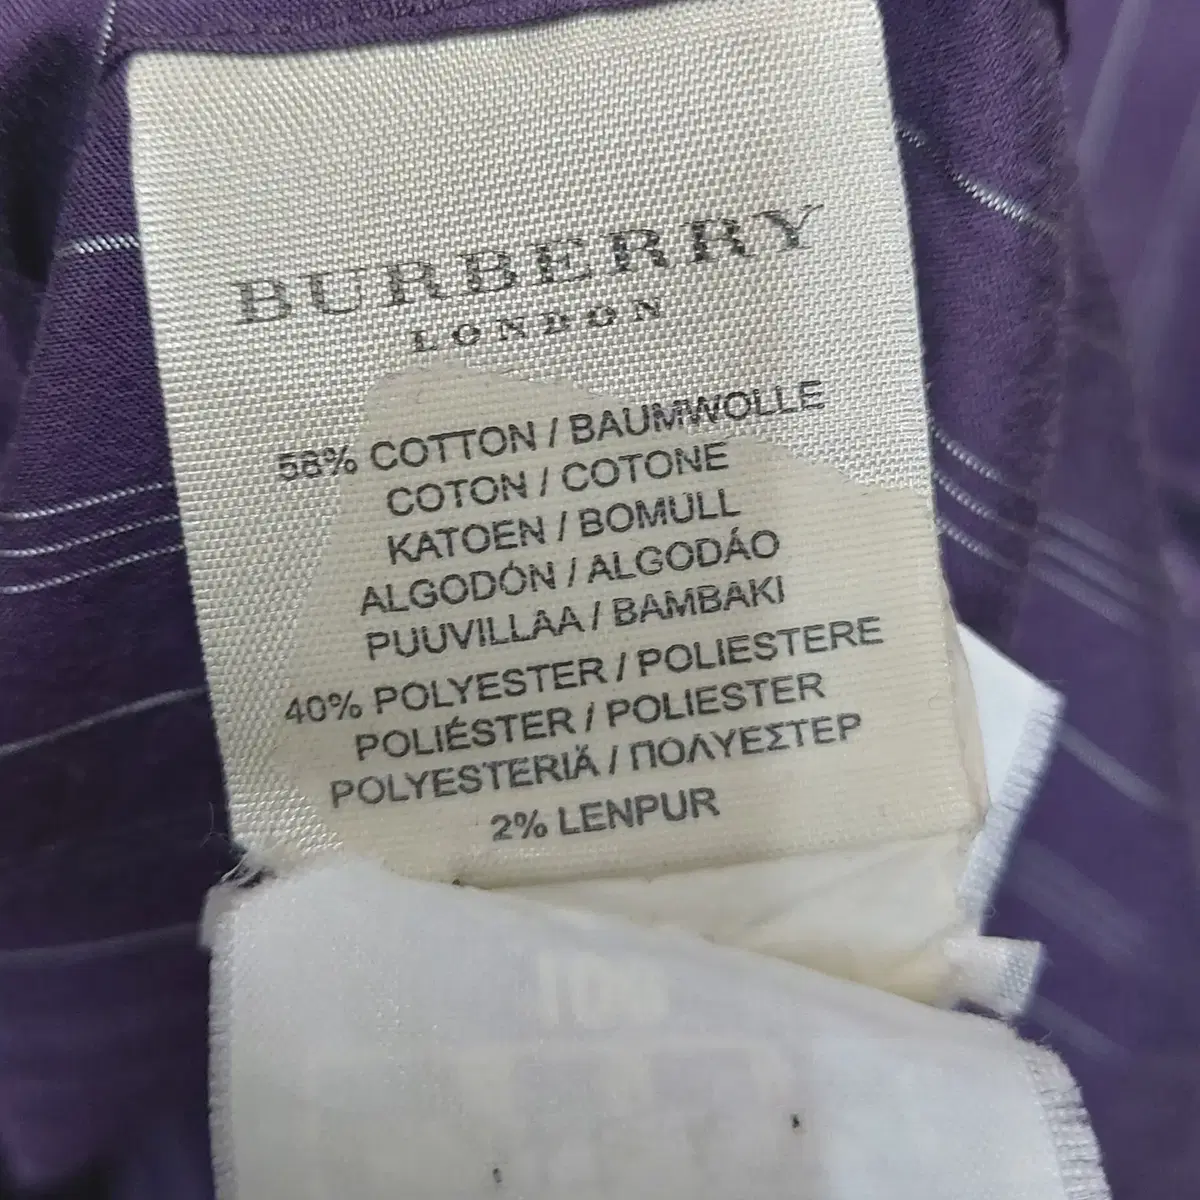 BURBERRY
LONDON
58% COTTON / BAUMWOLLE
COTON / COTONE
KATOEN / BOMULL
ALGODÓN / ALGODÁO
PUUVILLAA / BAMBAKI
40% POLYESTER / POLIESTERE
POLIÉSTER / POLIESTER
POLYESTERIÄ / ΠΟΛΥΕΣΤΕΡ
2% LENPUR